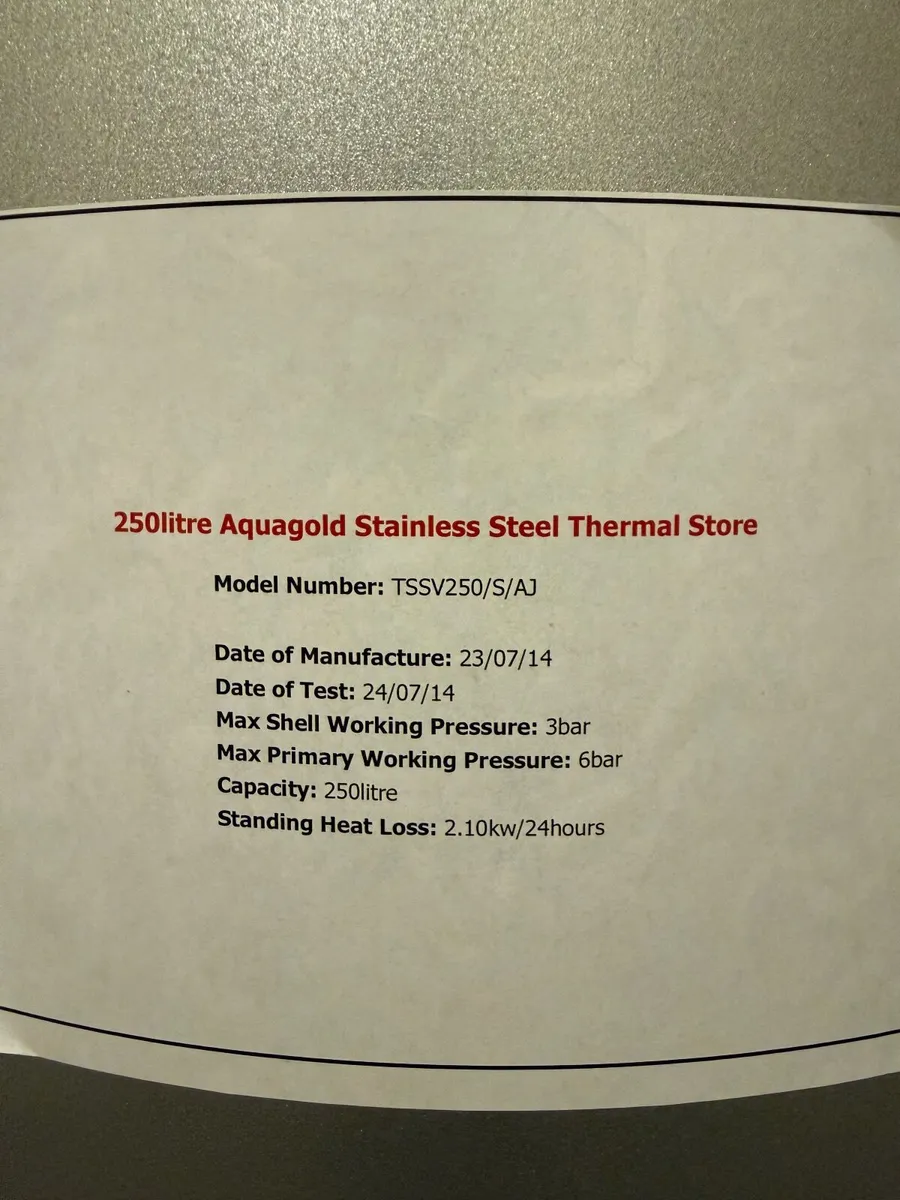 250litre Aquagold Stainless Steel Thermal Store
Model Number: TSSV250/S/AJ
Date of Manufacture: 23/07/14
Date of Test: 24/07/14
Max Shell Working Pressure: 3bar
Max Primary Working Pressure: 6bar
Capacity: 250litre
Standing Heat Loss: 2.10kw/24hours